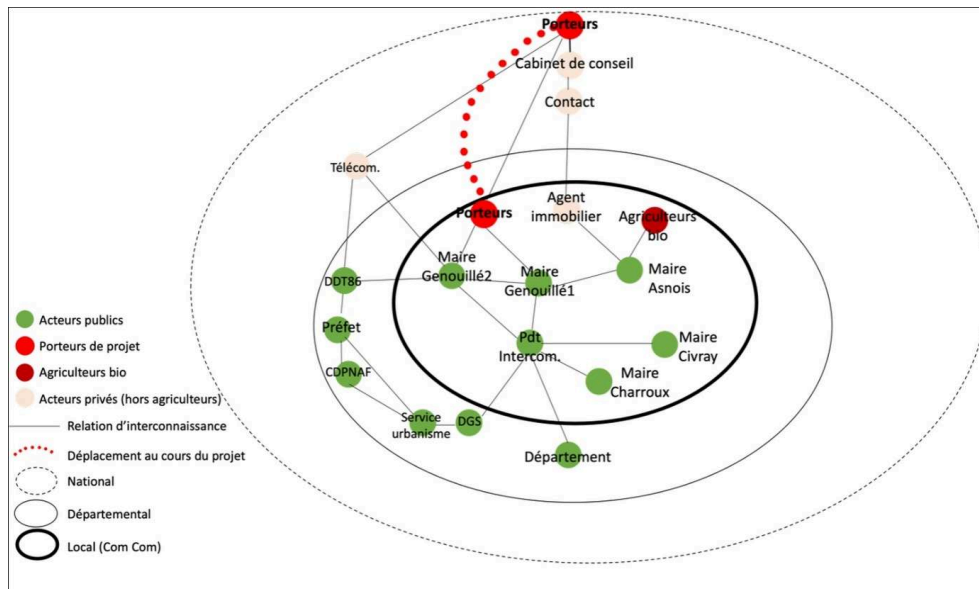 Porteurs
Cabinet de conseil
Contact
Télécom.
Agent
immobilier
Porteurs
Agriculteurs
bio
Maire
Genouillé2
Maire
Genouillé1
Maire
Asnois
DDT86
Préfet
Pdt
Intercom.
Maire
Civray
CDPNAF
Maire
Charroux
Service
urbanisme
DGS
Département
Acteurs publics
Porteurs de projet
Agriculteurs bio
Acteurs privés (hors agriculteurs)
Relation d'interconnaissance
Déplacement au cours du projet
National
Départemental
Local (Com Com)